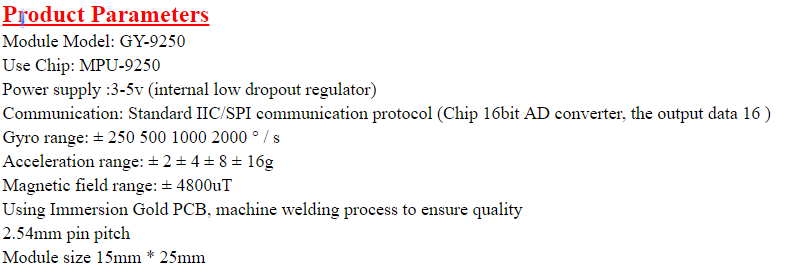 Product Parameters
Module Model: GY-9250
Use Chip: MPU-9250
Power supply :3-5v (internal low dropout regulator)
Communication: Standard IIC/SPI communication protocol (Chip 16bit AD converter, the output data 16 )
Gyro range: ± 250 500 1000 2000 ° / s
Acceleration range: ± 2 ± 4 ± 8 ± 16g
Magnetic field range: ± 4800uT
Using Immersion Gold PCB, machine welding process to ensure quality
2.54mm pin pitch
Module size 15mm * 25mm